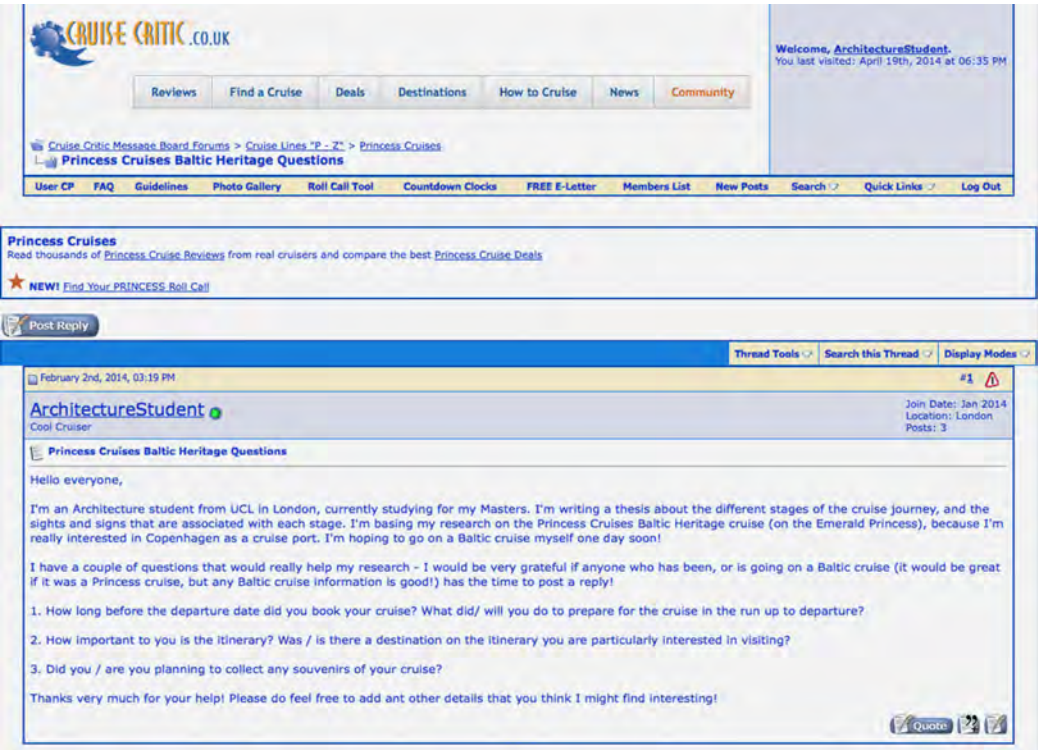 CRUISE CRITIC.CO.UK
Welcome, ArchitectureStudent.
You last visited: April 19th, 2014 at 06:35 PM
Reviews Find a Cruise Deals Destinations How to Cruise News Community
Cruise Critic Message Board Forums > Cruise Lines "P - Z" > Princess Cruises
Princess Cruises Baltic Heritage Questions
User CP FAQ Guidelines Photo Gallery Roll Call Tool Countdown Clocks FREE E-Letter Members List New Posts Search Quick Links Log Out
Princess Cruises
Read thousands of Princess Cruise Reviews from real cruisers and compare the best Princess Cruise Deals
NEW! Find Your PRINCESS Roll Call
Post Reply
Thread Tools Search this Thread Display Modes
February 2nd, 2014, 03:19 PM #1
ArchitectureStudent
Cool Cruiser
Join Date: Jan 2014
Location: London
Posts: 3
Princess Cruises Baltic Heritage Questions
Hello everyone,
I'm an Architecture student from UCL in London, currently studying for my Masters. I'm writing a thesis about the different stages of the cruise journey, and the
sights and signs that are associated with each stage. I'm basing my research on the Princess Cruises Baltic Heritage cruise (on the Emerald Princess), because I'm
really interested in Copenhagen as a cruise port. I'm hoping to go on a Baltic cruise myself one day soon!
I have a couple of questions that would really help my research - I would be very grateful if anyone who has been, or is going on a Baltic cruise (it would be great
if it was a Princess cruise, but any Baltic cruise information is good!) has the time to post a reply!
1. How long before the departure date did you book your cruise? What did/ will you do to prepare for the cruise in the run up to departure?
2. How important to you is the itinerary? Was / is there a destination on the itinerary you are particularly interested in visiting?
3. Did you / are you planning to collect any souvenirs of your cruise?
Thanks very much for your help! Please do feel free to add ant other details that you think I might find interesting!
Quote